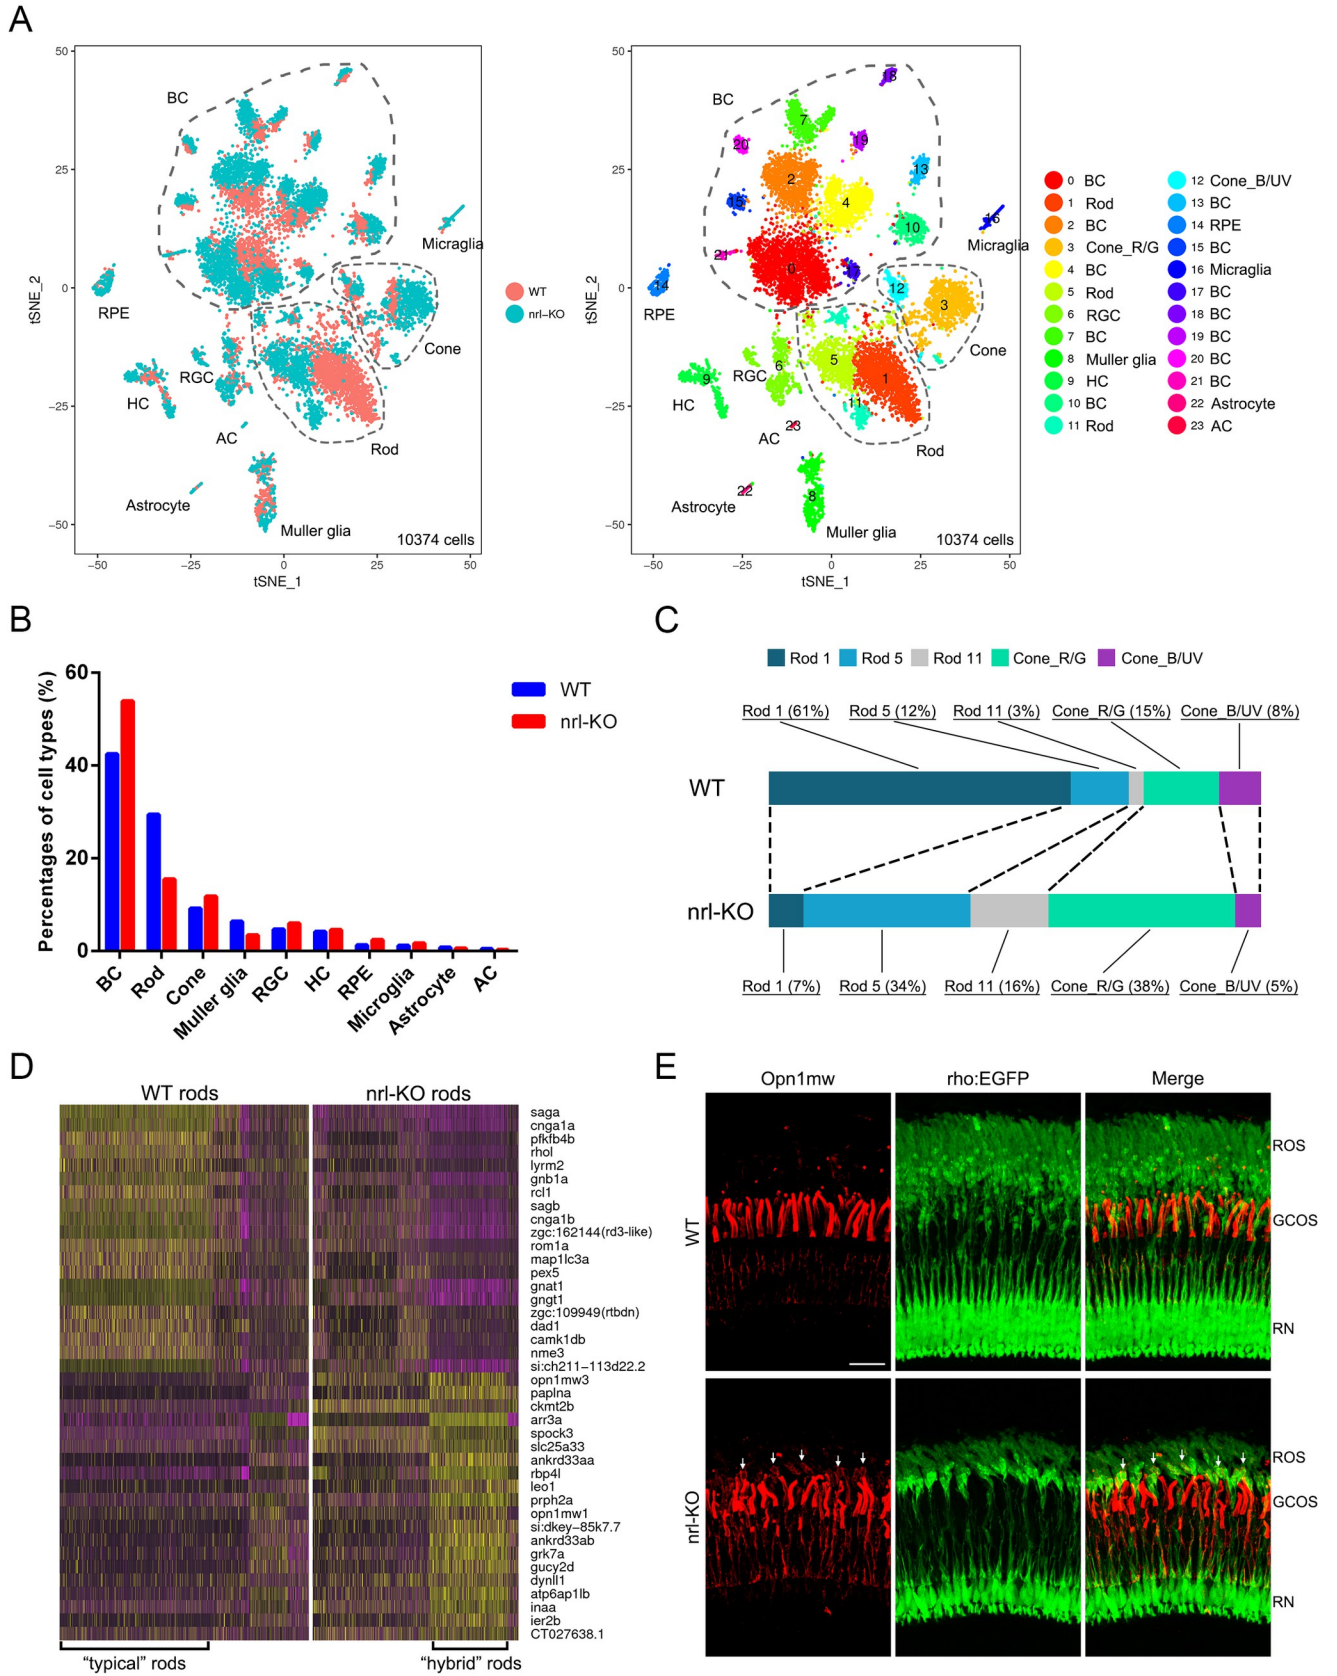 A
50
25
0
−25
−50
−50
−25
0
25
50
tSNE_2
tSNE_1
BC
Micraglia
RPE
Cone
RGC
HC
AC
Rod
Astrocyte
Muller glia
10374 cells
WT
nrl−KO
50
25
0
−25
−50
−50
−25
0
25
50
tSNE_2
tSNE_1
BC
18
7
20
19
2
13
15
4
16
10
Micraglia
21
0
17
14
12
3
RPE
Cone
5
6
1
9
RGC
HC
11
23
AC
Rod
22
Astrocyte
8
Muller glia
10374 cells
0 BC
1 Rod
2 BC
3 Cone_R/G
4 BC
5 Rod
6 RGC
7 BC
8 Muller glia
9 HC
10 BC
11 Rod
12 Cone_B/UV
13 BC
14 RPE
15 BC
16 Micraglia
17 BC
18 BC
19 BC
20 BC
21 BC
22 Astrocyte
23 AC
B
Percentages of cell types (%)
60
40
20
0
WT
nrl-KO
BC
Rod
Cone
Muller glia
RGC
HC
RPE
Microglia
Astrocyte
AC
C
Rod 1 Rod 5 Rod 11 Cone_R/G Cone_B/UV
Rod 1 (61%) Rod 5 (12%) Rod 11 (3%) Cone_R/G (15%) Cone_B/UV (8%)
WT
nrl-KO
Rod 1 (7%) Rod 5 (34%) Rod 11 (16%) Cone_R/G (38%) Cone_B/UV (5%)
D
WT rods nrl-KO rods
saga
cnga1a
pfkfb4b
rhol
lyrm2
gnb1a
rcl1
sagb
cnga1b
zgc:162144(rd3-like)
rom1a
map1lc3a
pex5
gnat1
gngt1
zgc:109949(rtbdn)
dad1
camk1db
nme3
si:ch211−113d22.2
opn1mw3
paplna
ckmt2b
arr3a
spock3
slc25a33
ankrd33aa
rbp4l
leo1
prph2a
opn1mw1
si:dkey−85k7.7
ankrd33ab
grk7a
gucy2d
dynll1
atp6ap1lb
inaa
ier2b
CT027638.1
“typical” rods “hybrid” rods
E
Opn1mw rho:EGFP Merge
WT
ROS
GCOS
RN
nrl-KO
ROS
GCOS
RN